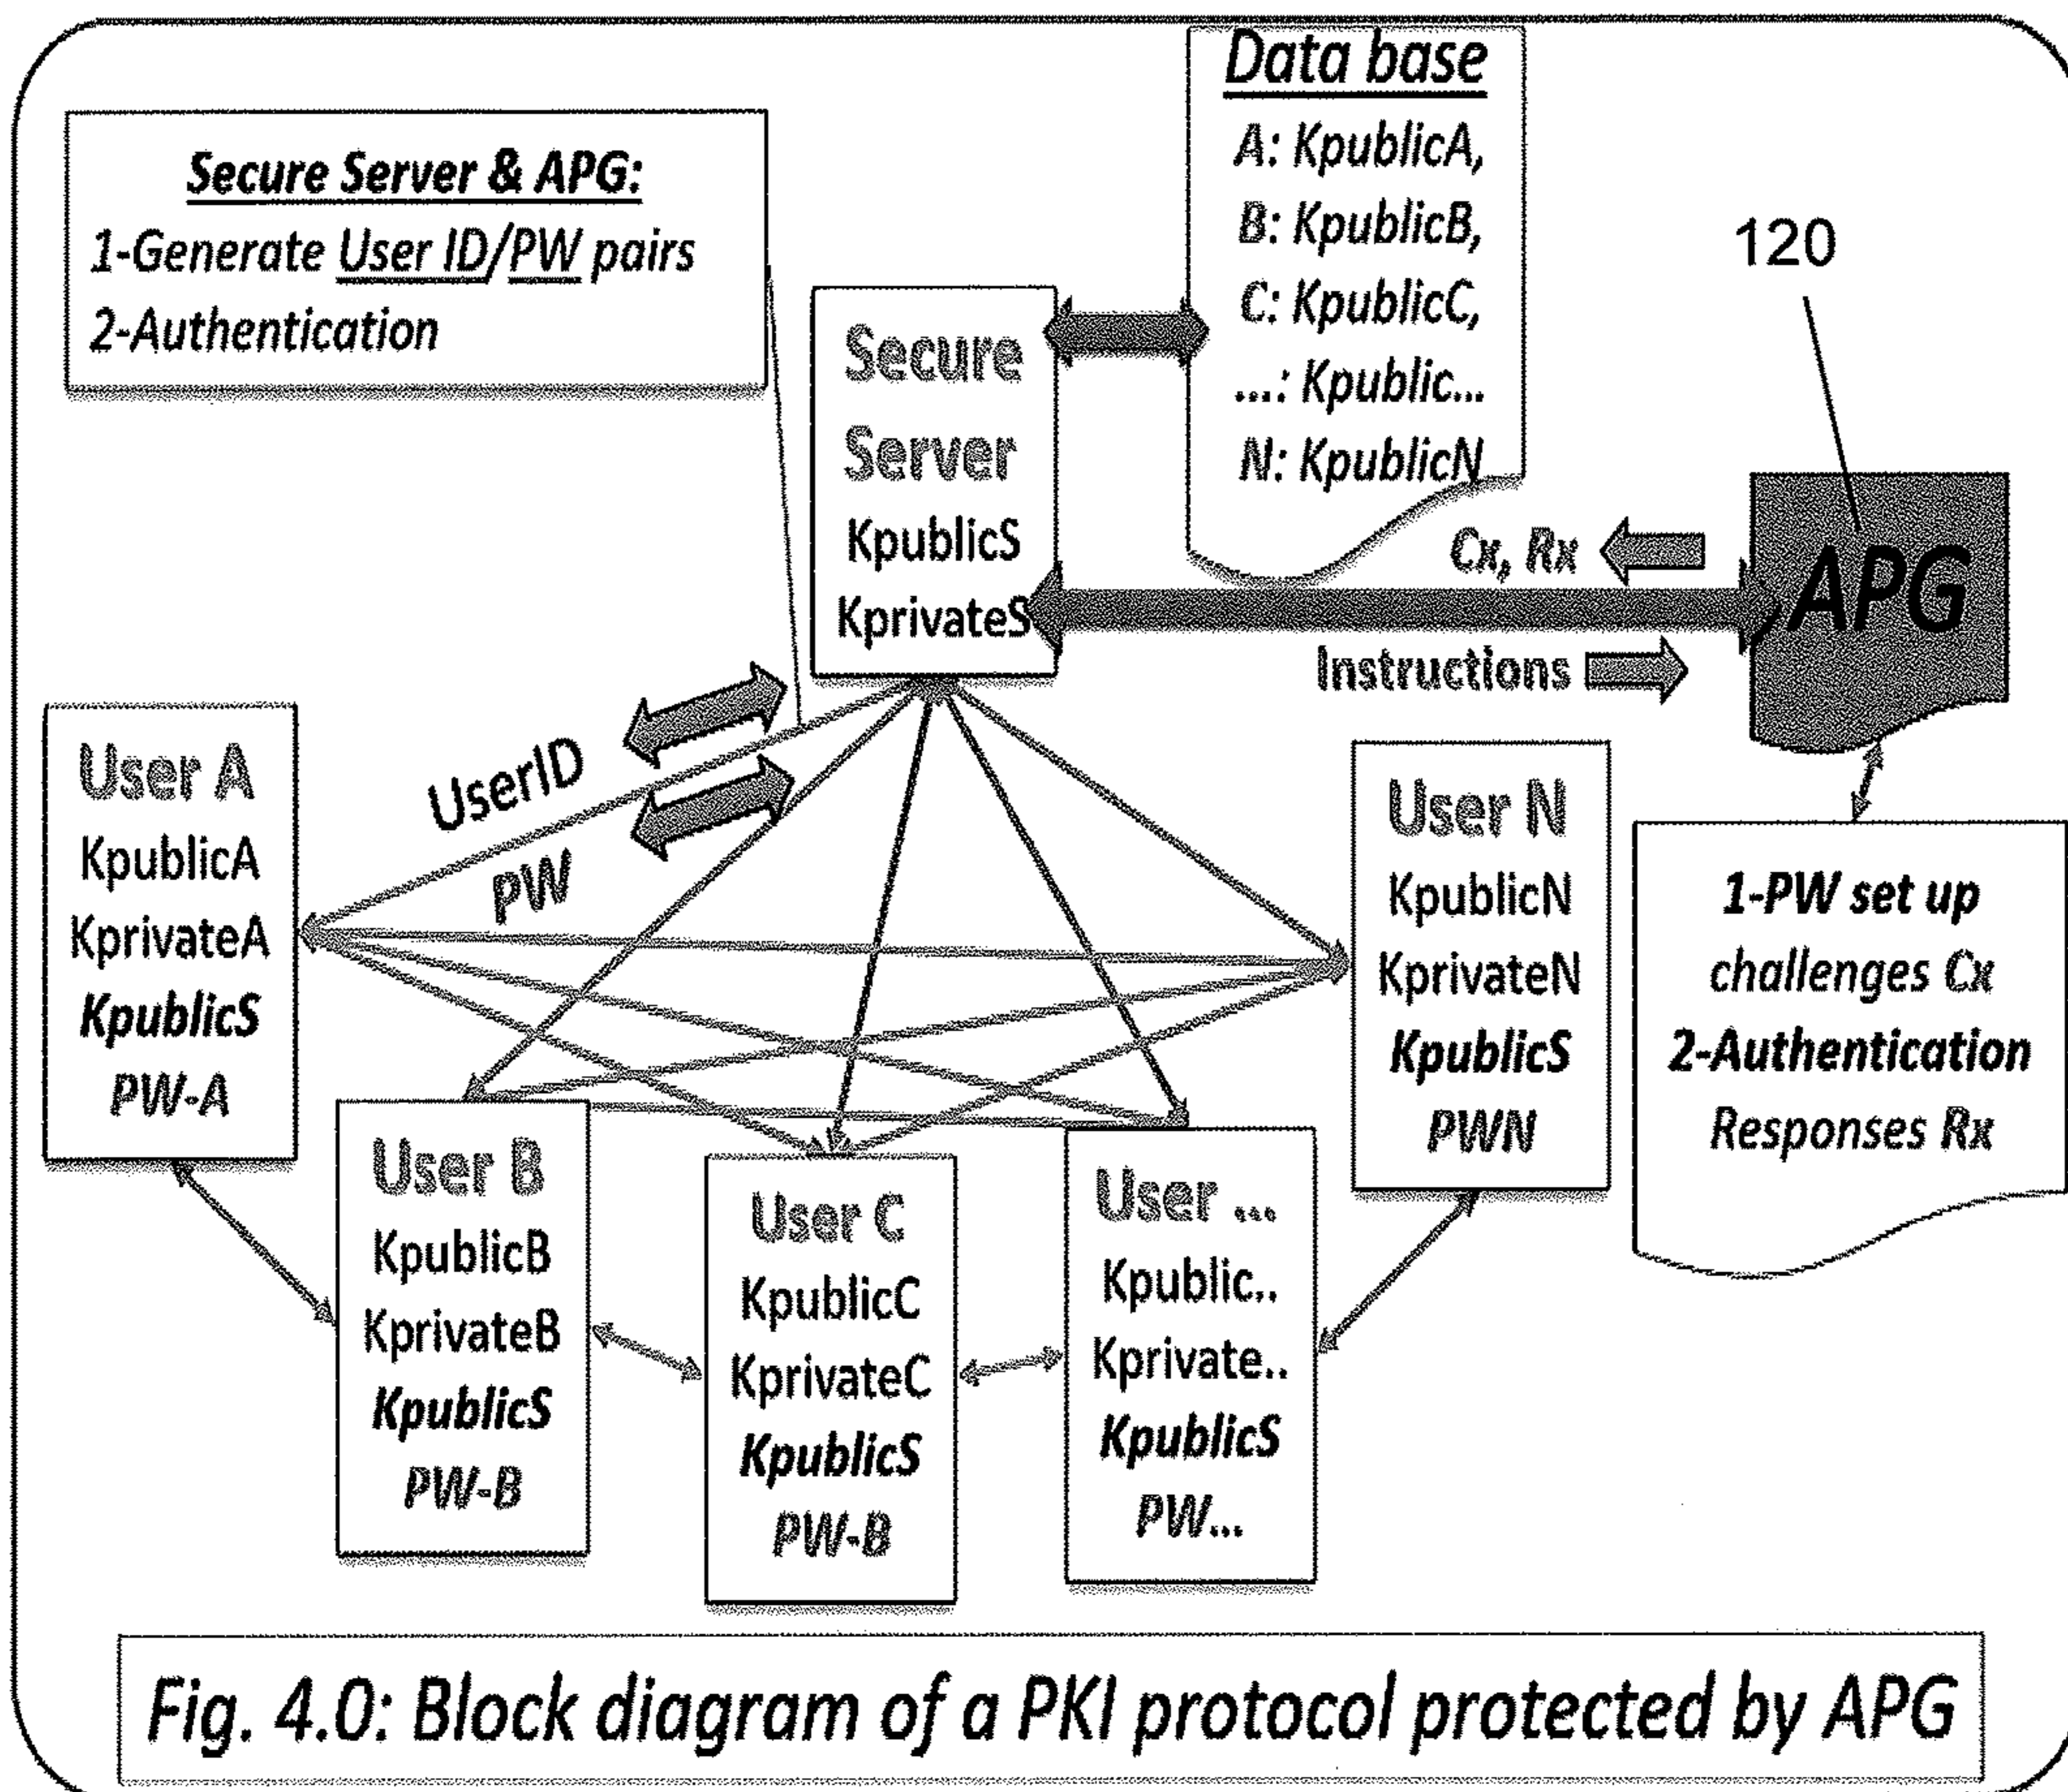 Data base
A: KpublicA,
B: KpublicB,
C: KpublicC,
...: Kpublic...
N: KpublicN
Secure Server & APG:
1-Generate User ID/PW pairs
2-Authentication
120
Secure
Server
KpublicS
KprivateS
Cx, Rx
APG
Instructions
UserID
PW
User A
KpublicA
KprivateA
KpublicS
PW-A
User B
KpublicB
KprivateB
KpublicS
PW-B
User C
KpublicC
KprivateC
KpublicS
PW-B
User ...
Kpublic..
Kprivate..
KpublicS
PW...
User N
KpublicN
KprivateN
KpublicS
PWN
1-PW set up
challenges Cx
2-Authentication
Responses Rx
Fig. 4.0: Block diagram of a PKI protocol protected by APG